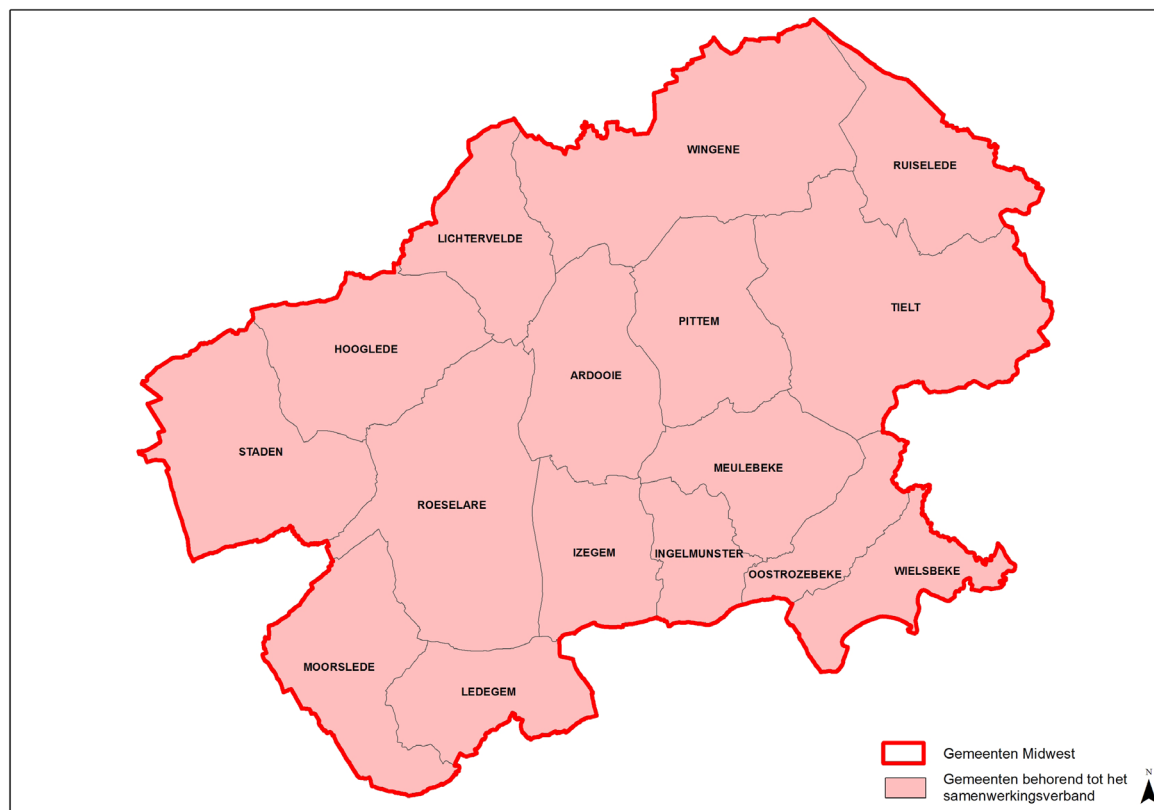 WINGENE
RUISELEDE
LICHTERVELDE
TIELT
PITTEM
HOOGLEDE
ARDOOIE
STADEN
MEULEBEKE
ROESELARE
IZEGEM
INGELMUNSTER
OOSTROZEBEKE
WIELSBEKE
MOORSLEDE
LEDEGEM
Gemeenten Midwest
Gemeenten behorend tot het
samenwerkingsverband
N